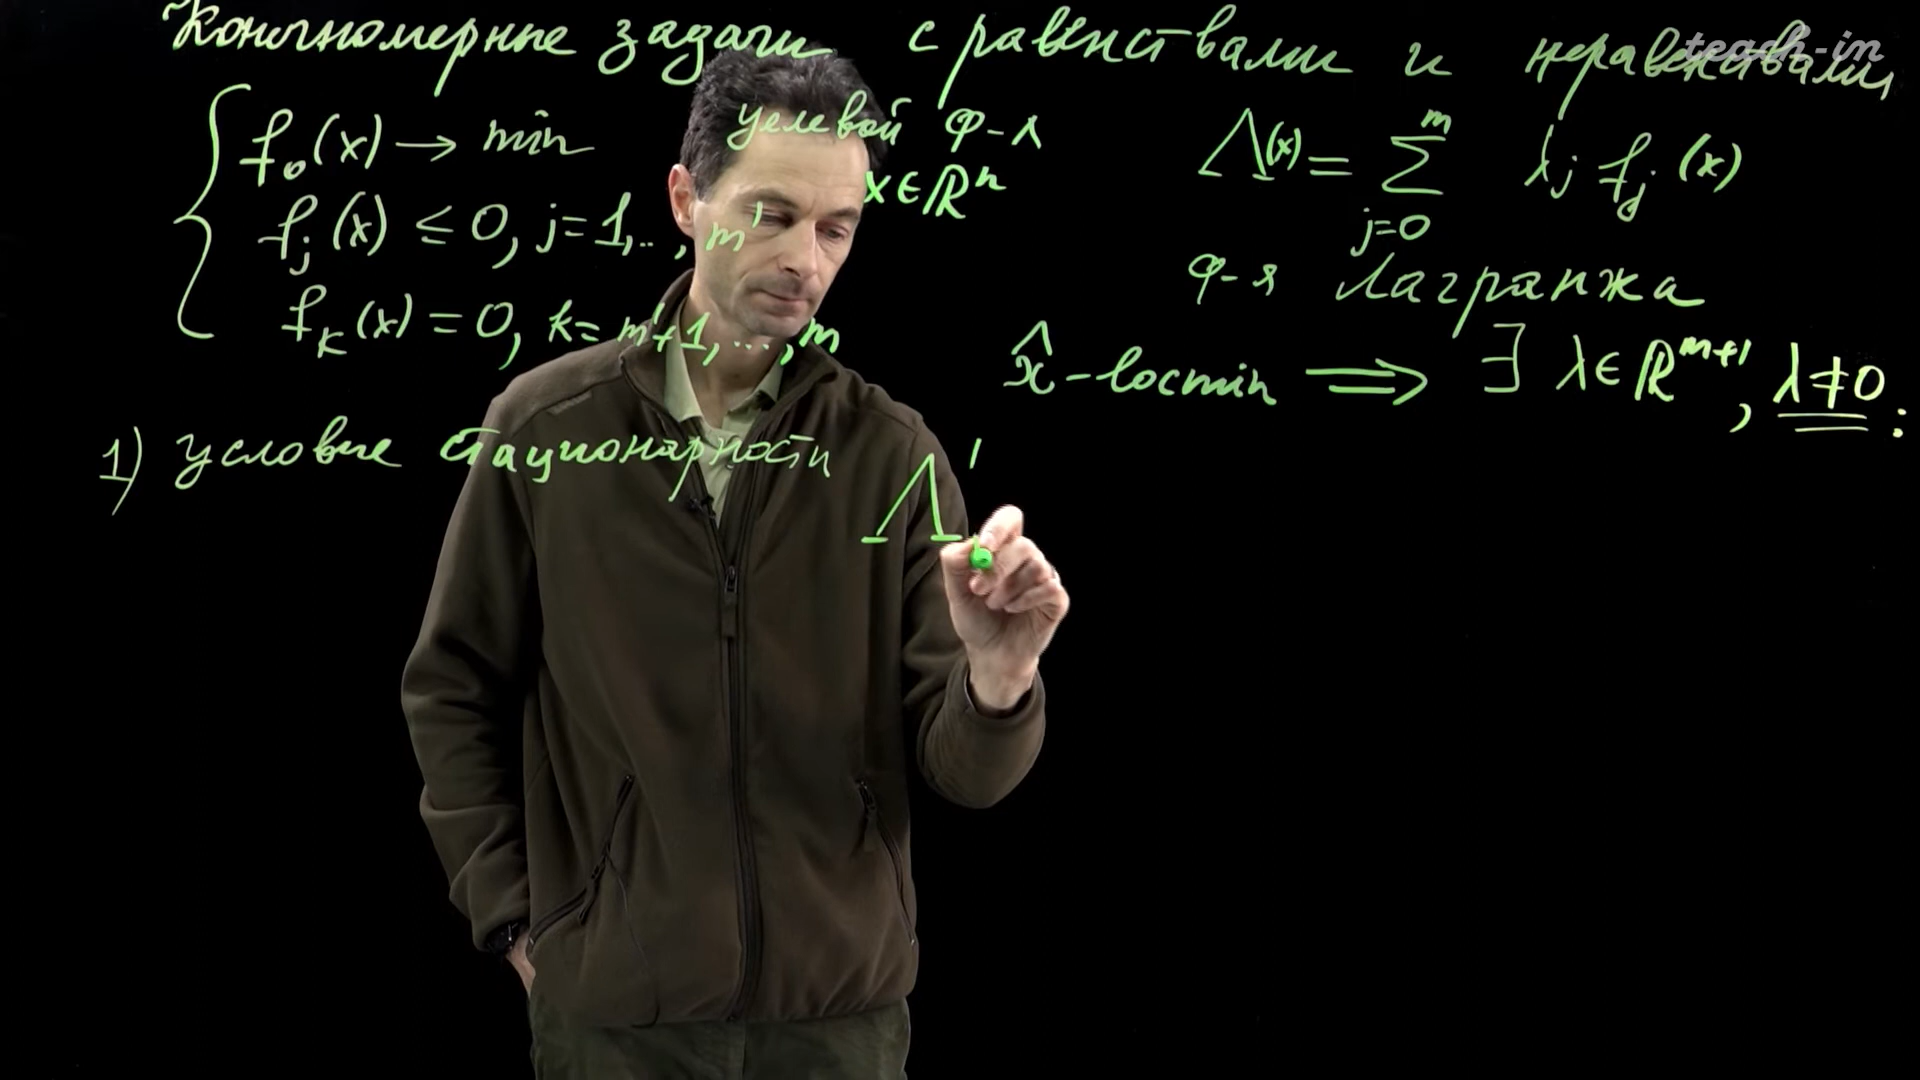 Конечномерные задачи с равенствами и неравенствами
teach-in
f₀(x) → min
целевой ф-л
x ∈ ℝⁿ
fⱼ(x) ≤ 0, j = 1, .. , m'
fₖ(x) = 0, k = m'+1, ..., m
Λ(x) = ∑ⱼ₌₀ᵐ λⱼ fⱼ(x)
ф-я Лагранжа
x̂ - locmin ⟹ ∃ λ ∈ ℝᵐ⁺¹, λ ≠ 0 :
1) условие стационарности Λ'